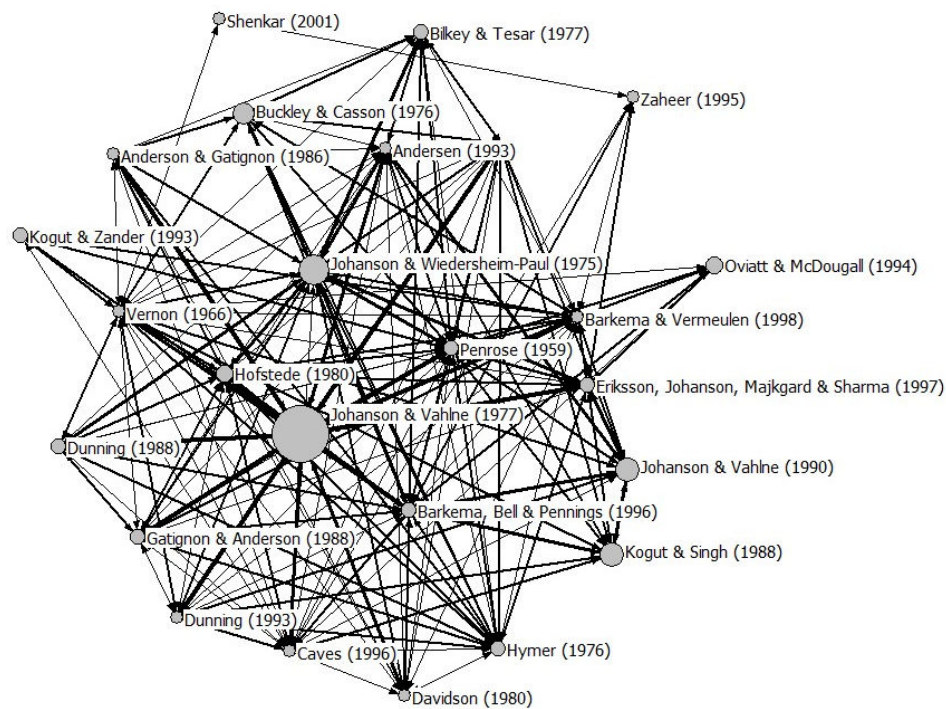 Shenkar (2001)
Bilkey & Tesar (1977)
Zaheer (1995)
Buckley & Casson (1976)
Andersen (1993)
Anderson & Gatignon (1986)
Kogut & Zander (1993)
Johanson & Wiedersheim-Paul (1975)
Oviatt & McDougall (1994)
Vernon (1966)
Barkema & Vermeulen (1998)
Penrose (1959)
Hofstede (1980)
Eriksson, Johanson, Majkgard & Sharma (1997)
Johanson & Vahlne (1977)
Dunning (1988)
Johanson & Vahlne (1990)
Barkema, Bell & Pennings (1996)
Gatignon & Anderson (1988)
Kogut & Singh (1988)
Dunning (1993)
Caves (1996)
Hymer (1976)
Davidson (1980)